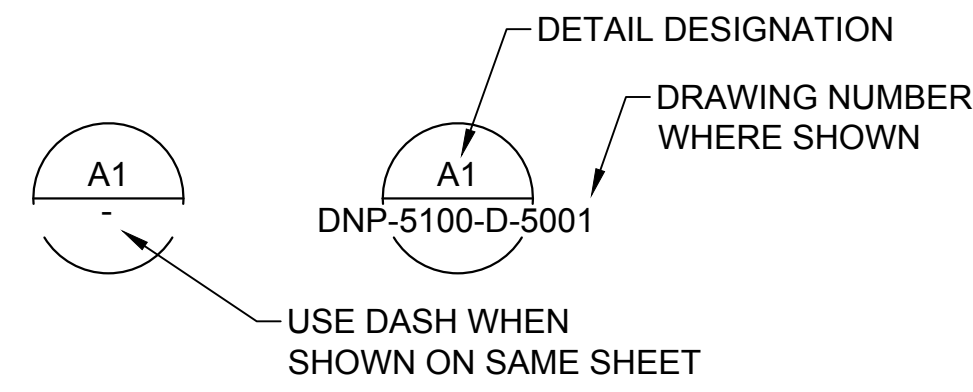 DETAIL DESIGNATION
DRAWING NUMBER
WHERE SHOWN
A1
-
A1
DNP-5100-D-5001
USE DASH WHEN
SHOWN ON SAME SHEET